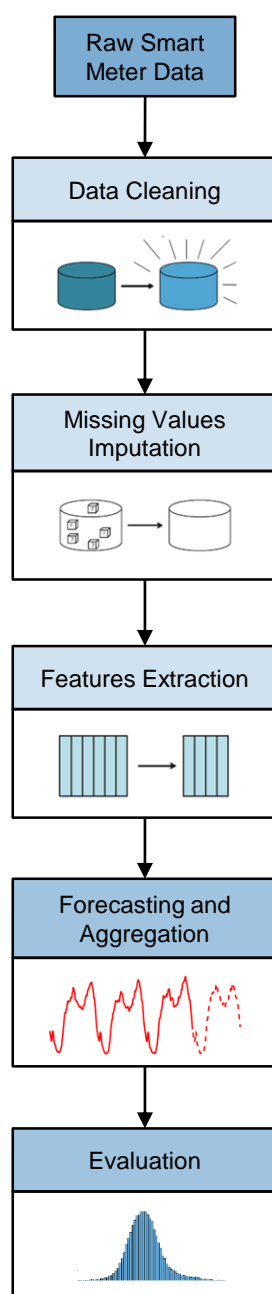 Raw Smart
Meter Data
Data Cleaning
Missing Values
Imputation
Features Extraction
Forecasting and
Aggregation
Evaluation